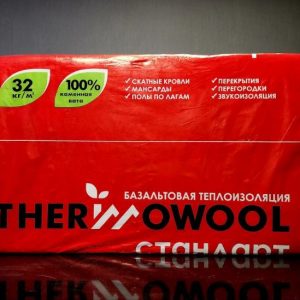 32
КГ/М³
100%
каменная
вата
✓ СКАТНЫЕ КРОВЛИ
✓ МАНСАРДЫ
✓ ПОЛЫ ПО ЛАГАМ
✓ ПЕРЕКРЫТИЯ
✓ ПЕРЕГОРОДКИ
✓ ЗВУКОИЗОЛЯЦИЯ
БАЗАЛЬТОВАЯ ТЕПЛОИЗОЛЯЦИЯ
THERMOWOOL
стандарт